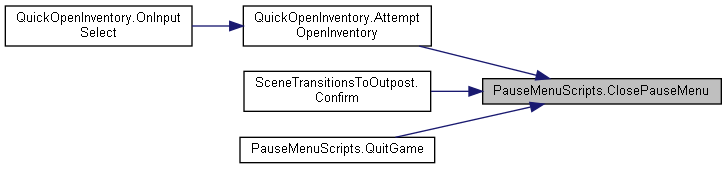 QuickOpenInventory.OnInput
Select
QuickOpenInventory.Attempt
OpenInventory
SceneTransitionsToOutpost.
Confirm
PauseMenuScripts.QuitGame
PauseMenuScripts.ClosePauseMenu